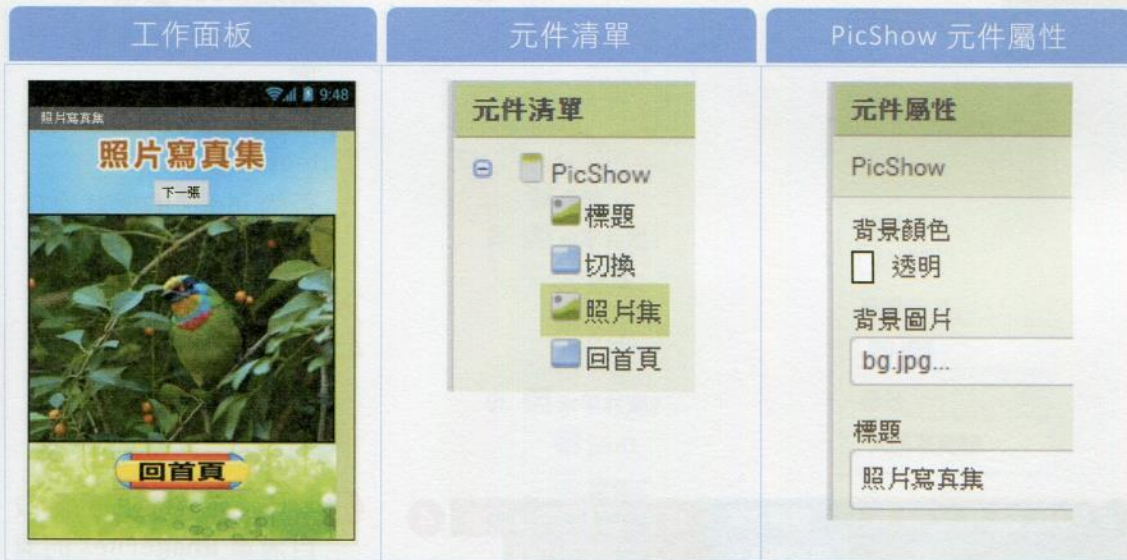 工作面板
元件清單
PicShow 元件屬性
9:48
照片寫真集
照片寫真集
下一張
回首頁
元件清單
PicShow
標題
切換
照片集
回首頁
元件屬性
PicShow
背景顏色
透明
背景圖片
bg.jpg...
標題
照片寫真集